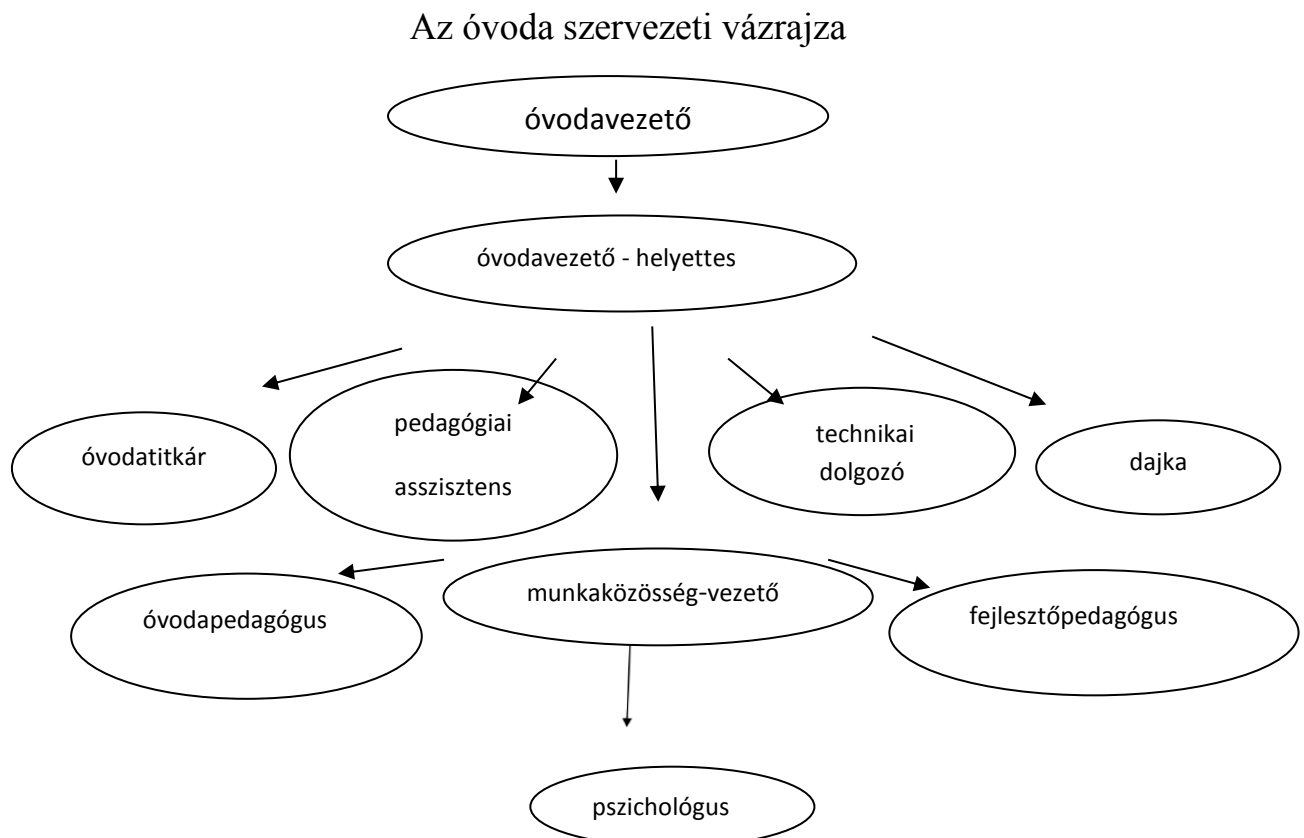 Az óvoda szervezeti vázrajza
óvodavezető
óvodavezető - helyettes
óvodatitkár
pedagógiai
asszisztens
technikai
dolgozó
dajka
óvodapedagógus
munkaközösség-vezető
fejlesztőpedagógus
pszichológus